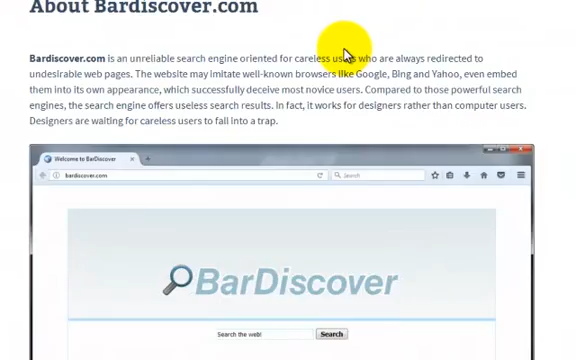 About Bardiscover.com
Bardiscover.com is an unreliable search engine oriented for careless users who are always redirected to
undesirable web pages. The website may imitate well-known browsers like Google, Bing and Yahoo, even embed
them into its own appearance, which successfully deceive most novice users. Compared to those powerful search
engines, the search engine offers useless search results. In fact, it works for designers rather than computer users.
Designers are waiting for careless users to fall into a trap.
Welcome to BarDiscover
bardiscover.com
Search
BarDiscover
Search the web! Search